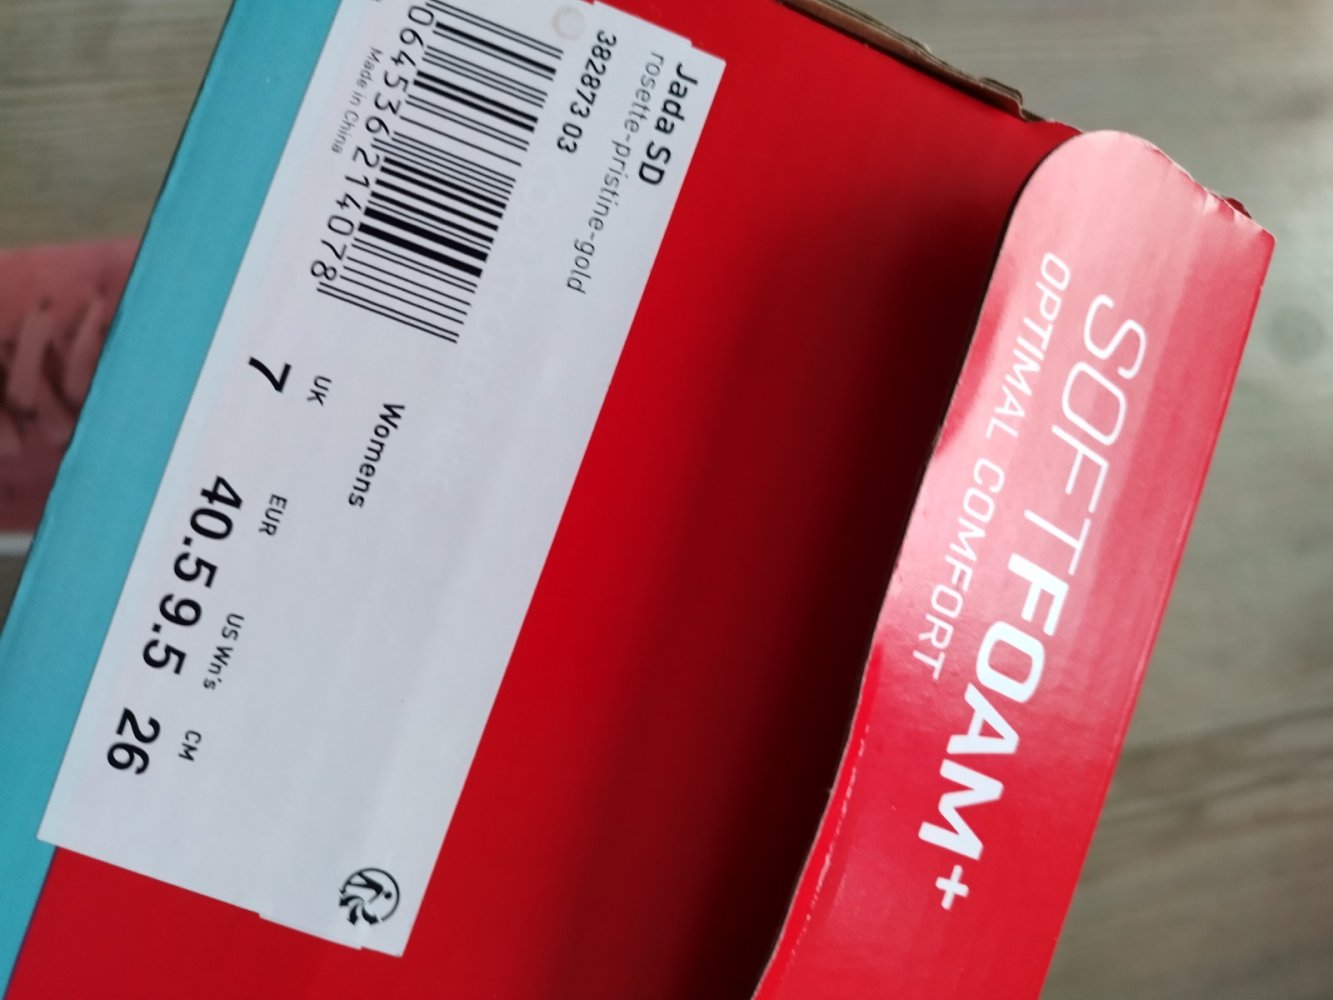 Jada SD
rosette-pristine-gold
382873 03
064536214078
Made in China
Womens
UK EUR US Wn's CM
7 40.5 9.5 26
SOFTFOAM+
OPTIMAL COMFORT